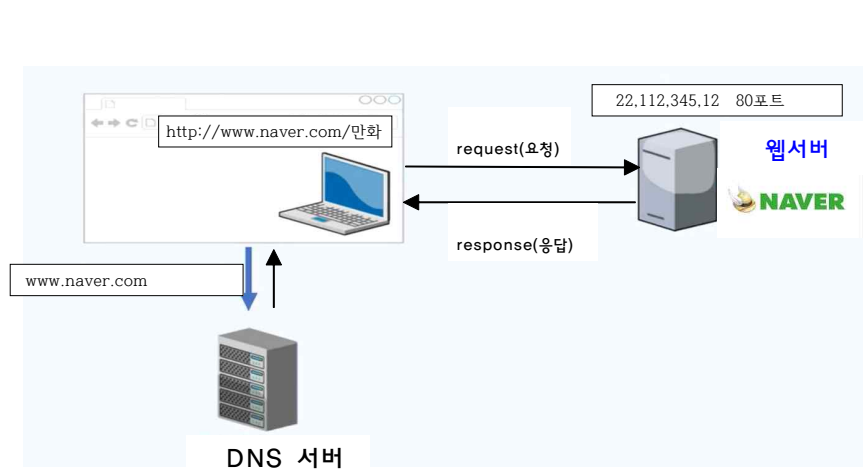 22,112,345,12 80포트
http://www.naver.com/만화
request(요청)
웹서버
NAVER
response(응답)
www.naver.com
DNS 서버